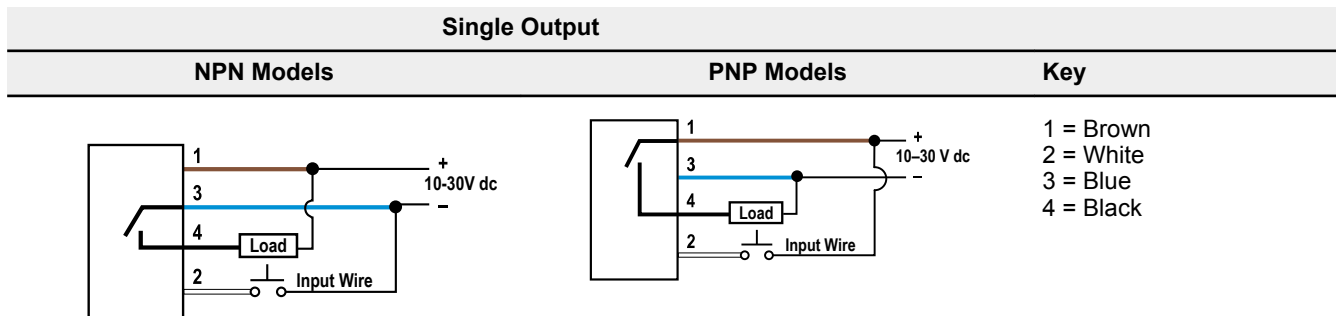 Single Output
NPN Models
PNP Models
Key
1
+
10-30V dc
3
–
4
Load
2
Input Wire
1
+
10–30 V dc
3
–
4
Load
2
Input Wire
1 = Brown
2 = White
3 = Blue
4 = Black